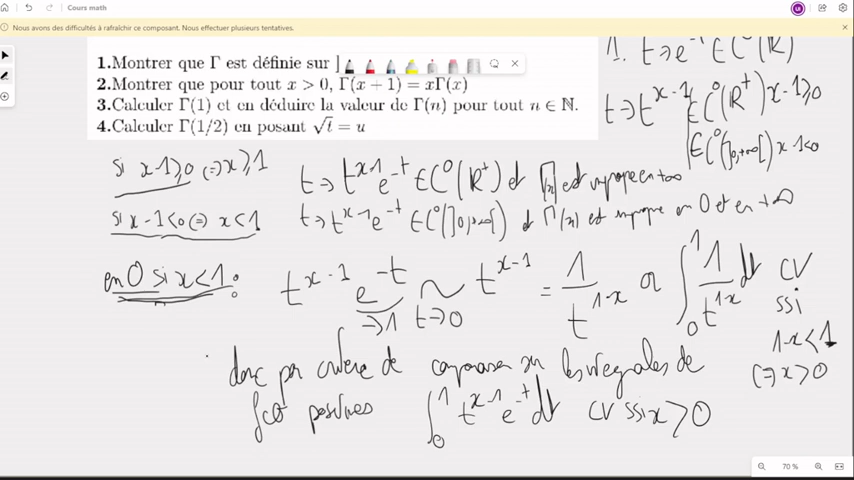 Cours math
Nous avons des difficultés à rafraîchir ce composant. Nous effectuer plusieurs tentatives.
1.Montrer que Γ est définie sur ]
2.Montrer que pour tout x > 0, Γ(x + 1) = xΓ(x)
3.Calculer Γ(1) et en déduire la valeur de Γ(n) pour tout n ∈ ℕ.
4.Calculer Γ(1/2) en posant √t = u
1. t → e^-t ∈ C⁰(ℝ)
t → t^x-1 ∈ C⁰(ℝ⁺) x-1 ≥ 0
∈ C⁰(]0,+∞[) x-1 < 0
si x-1 ≥ 0 (=> x ≥ 1
t → t^x-1 e^-t ∈ C⁰(ℝ⁺) et Γ(x) est impropre en +∞
si x-1 < 0 (=> x < 1
t → t^x-1 e^-t ∈ C⁰(]0,+∞[) et Γ(x) est impropre en 0 et en +∞
en 0 si x < 1 :
t^x-1 e^-t ~ t^x-1 = 1/t^1-x or ∫₀¹ 1/t^1-x dt CV
→ 1 t → 0
ssi
1-x < 1
(=> x > 0
donc par critère de comparaison sur les intégrales de
fct positives ∫₀¹ t^x-1 e^-t dt CV ssi x > 0
70 %